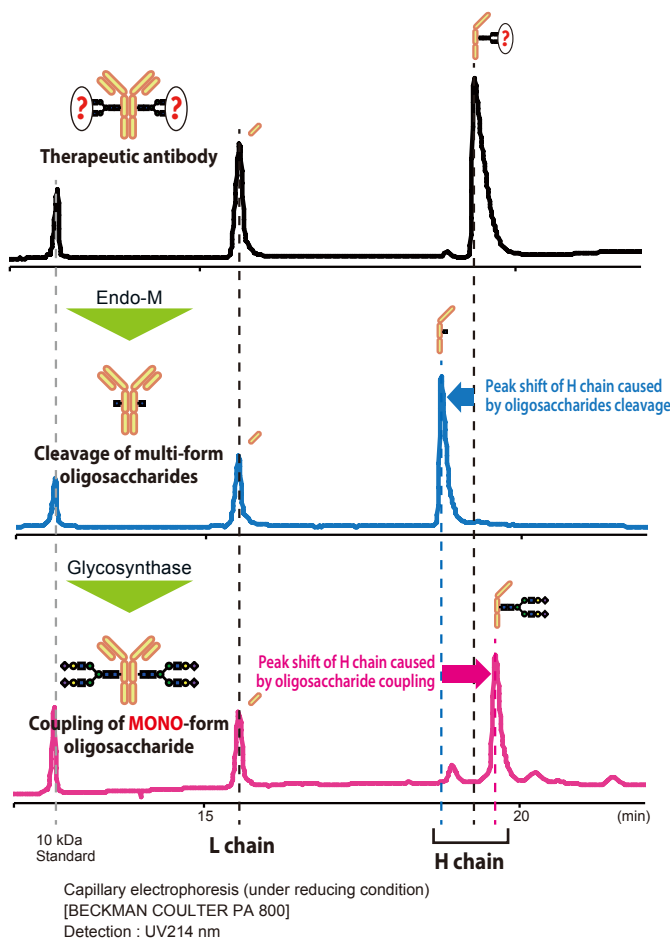 ?
? ?
Therapeutic antibody
Endo-M
Peak shift of H chain caused
by oligosaccharides cleavage
Cleavage of multi-form
oligosaccharides
Glycosynthase
Peak shift of H chain caused
by oligosaccharide coupling
Coupling of MONO-form
oligosaccharide
15 20 (min)
10 kDa
Standard
L chain
H chain
Capillary electrophoresis (under reducing condition)
[BECKMAN COULTER PA 800]
Detection : UV214 nm